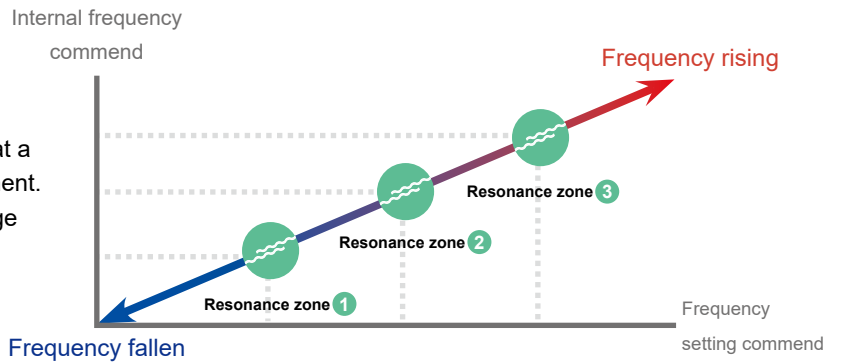 Internal frequency
commend
Frequency rising
at a
ent.
ge
Resonance zone 3
Resonance zone 2
Resonance zone 1
Frequency
setting commend
Frequency fallen